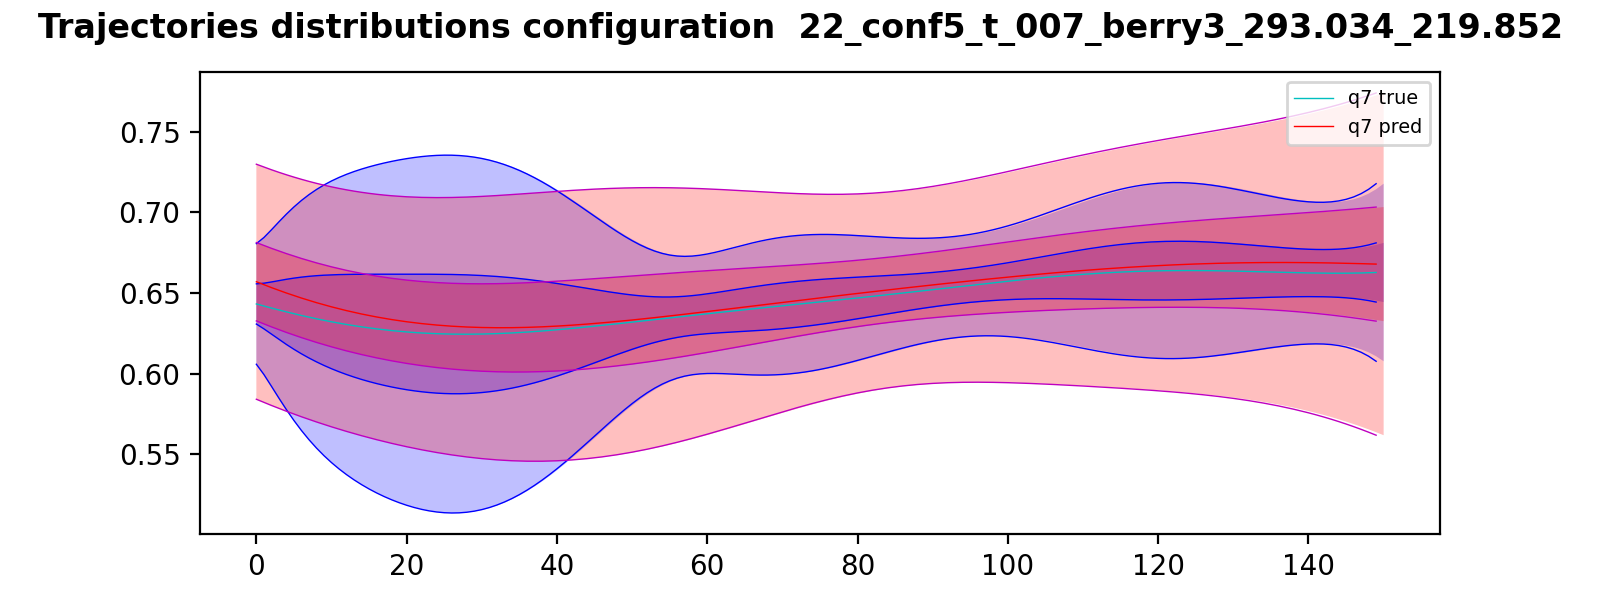 Trajectories distributions configuration  22_conf5_t_007_berry3_293.034_219.852
q7 true
q7 pred
0.75
0.70
0.65
0.60
0.55
0 20 40 60 80 100 120 140